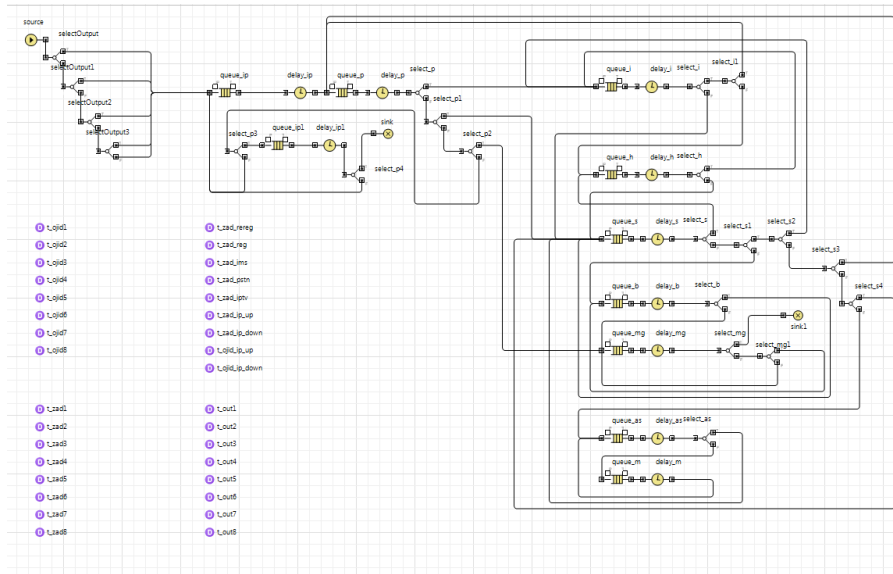 source
selectOutput
selectOutput1
selectOutput2
selectOutput3
queue_ip
delay_ip
queue_p
delay_p
select_p
select_p1
select_p2
select_p3
queue_ip1
delay_ip1
sink
select_p4
queue_i
delay_i
select_i
select_i1
queue_h
delay_h
select_h
queue_s
delay_s
select_s
select_s1
select_s2
select_s3
select_s4
queue_b
delay_b
select_b
sink1
queue_mg
delay_mg
select_mg
select_mg1
queue_as
delay_as
select_as
queue_m
delay_m
t_ojid1
t_ojid2
t_ojid3
t_ojid4
t_ojid5
t_ojid6
t_ojid7
t_ojid8
t_zad_rereg
t_zad_reg
t_zad_ims
t_zad_pstn
t_zad_iptv
t_zad_ip_up
t_zad_ip_down
t_ojid_ip_up
t_ojid_ip_down
t_zad1
t_zad2
t_zad3
t_zad4
t_zad5
t_zad6
t_zad7
t_zad8
t_out1
t_out2
t_out3
t_out4
t_out5
t_out6
t_out7
t_out8